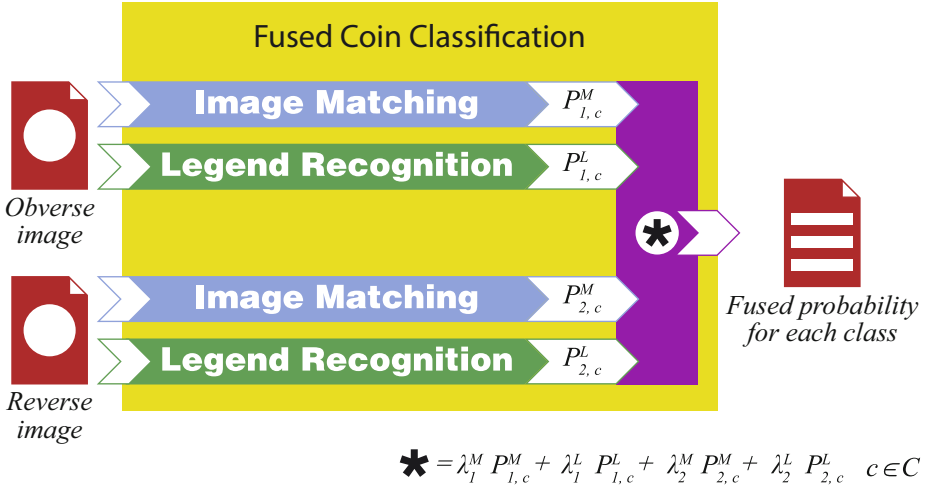 Fused Coin Classification
Image Matching P^M_{1, c}
Legend Recognition P^L_{1, c}
Obverse
image
*
Image Matching P^M_{2, c}
Legend Recognition P^L_{2, c}
Reverse
image
Fused probability
for each class
* = λ^M_1 P^M_{1, c} + λ^L_1 P^L_{1, c} + λ^M_2 P^M_{2, c} + λ^L_2 P^L_{2, c} c ∈ C